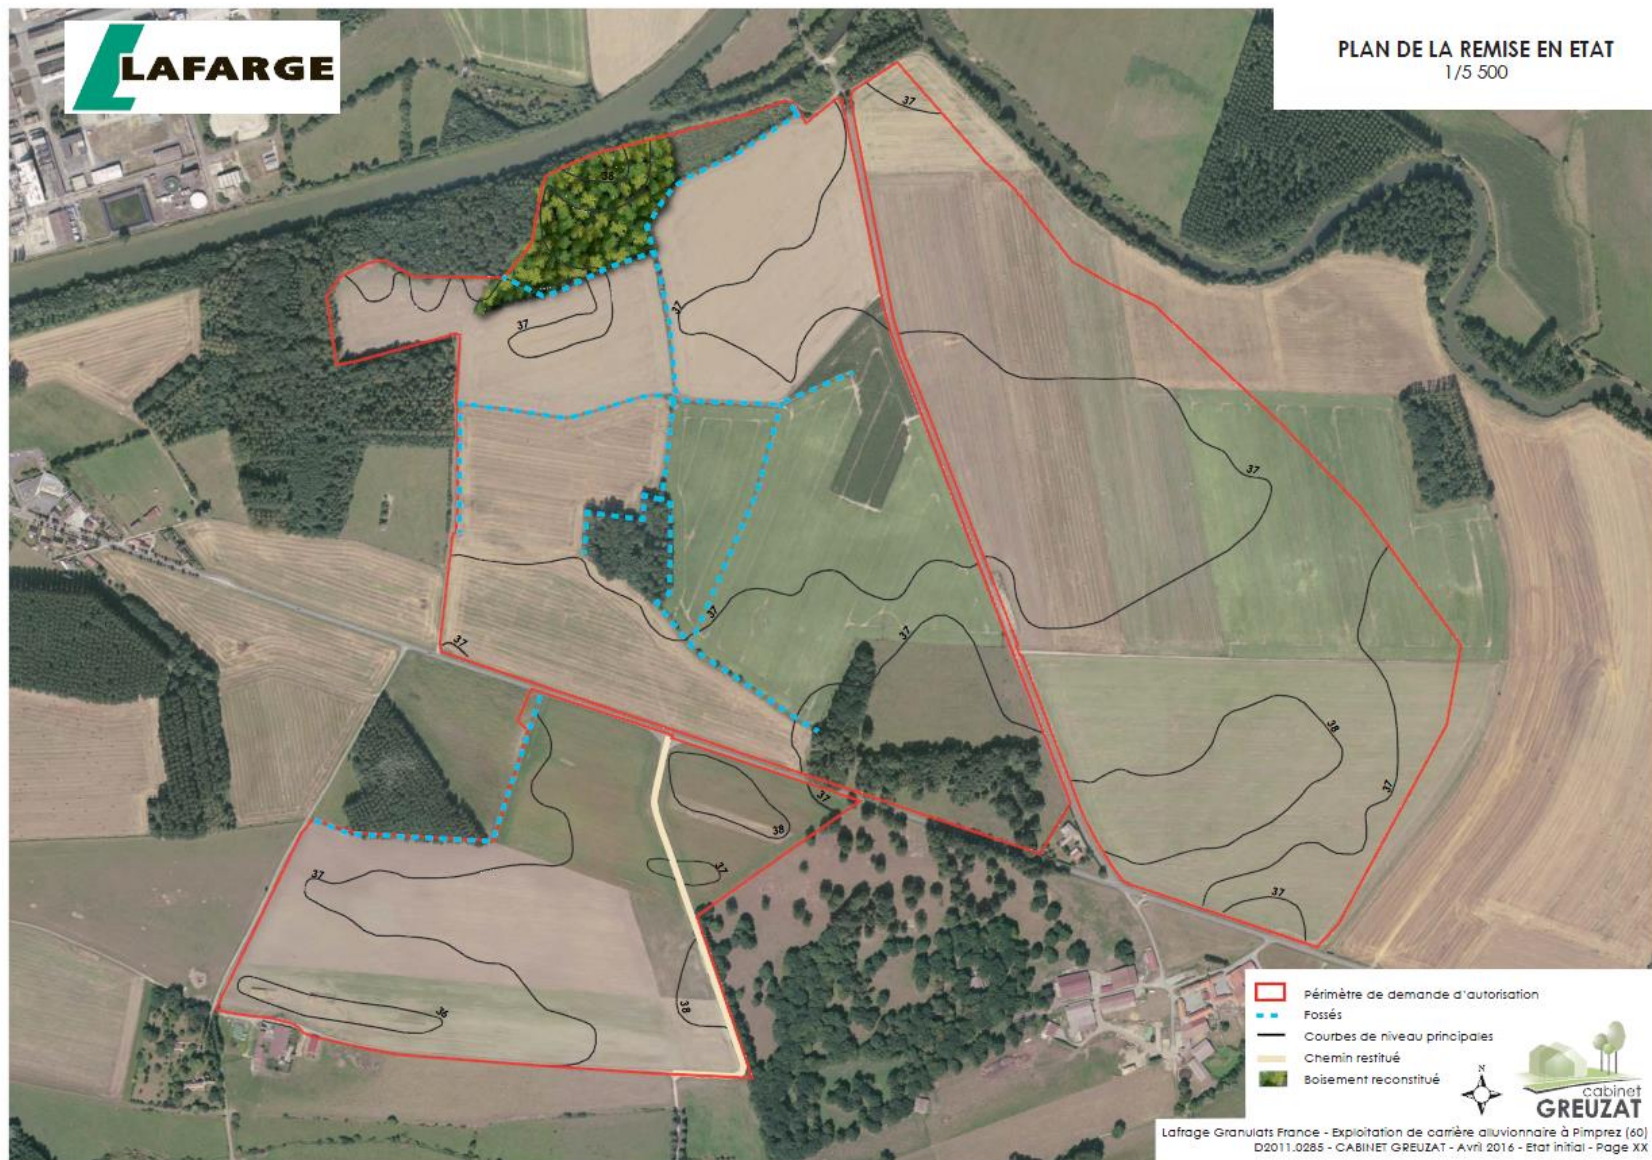 LAFARGE
PLAN DE LA REMISE EN ETAT
1/5 500
37
38
37
37
37
37
37
37
37
38
37
37
38
37
37
37
36
38
Périmètre de demande d'autorisation
Fossés
Courbes de niveau principales
Chemin restitué
Boisement reconstitué
N
cabinet
GREUZAT
Lafrage Granulats France - Exploitation de carrière alluvionnaire à Pimprez (60)
D2011.0285 - CABINET GREUZAT - Avril 2016 - Etat initial - Page XX